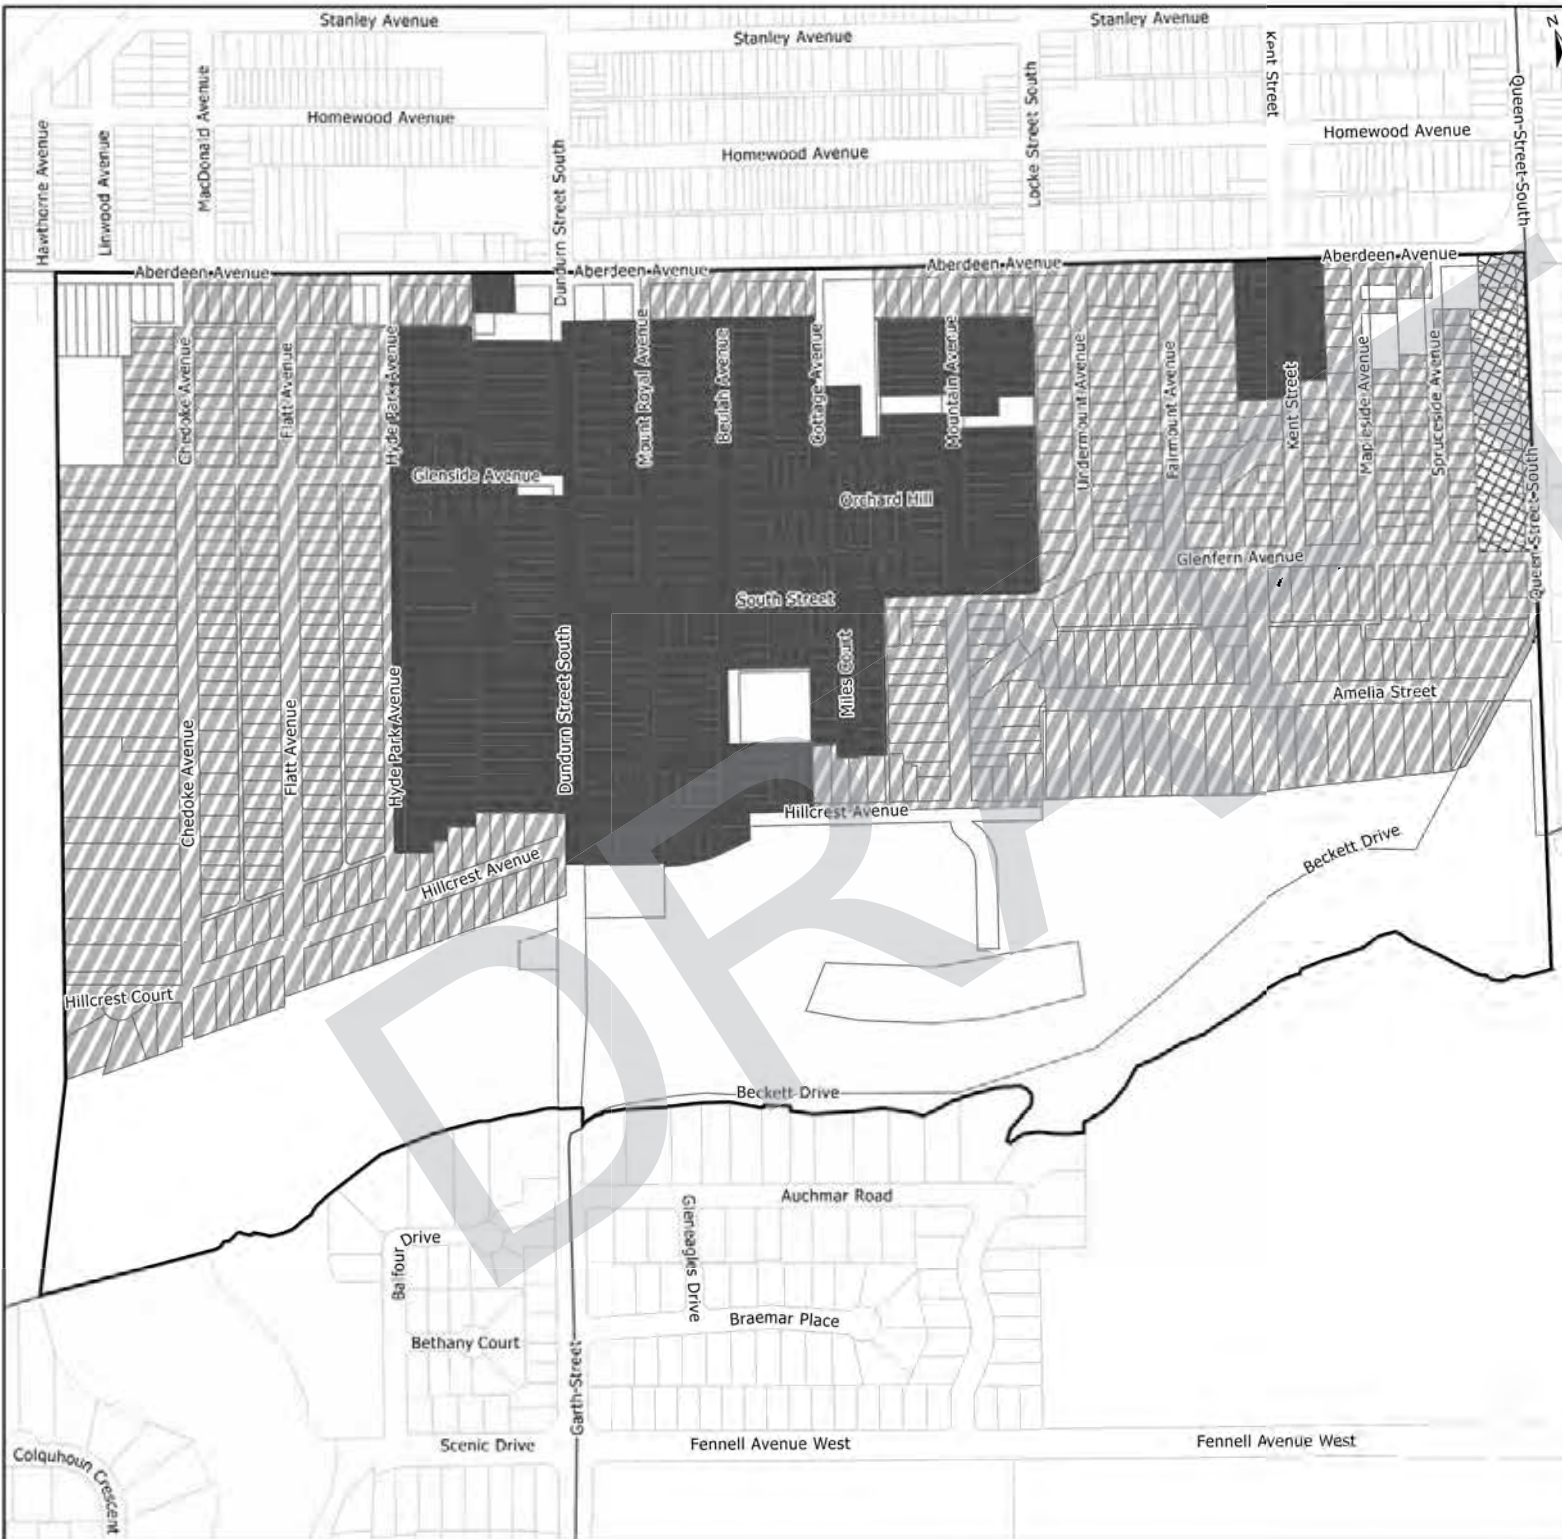 Stanley Avenue
Stanley Avenue
Stanley Avenue
Kent Street
N
Queen-Street-South
Hawthorne Avenue
Linwood Avenue
MacDonald Avenue
Homewood Avenue
Dundurn Street South
Homewood Avenue
Locke Street South
Homewood Avenue
Aberdeen-Avenue
Aberdeen-Avenue
Aberdeen-Avenue
Aberdeen-Avenue
Chedoke Avenue
Flatt Avenue
Hyde Park Avenue
Mount Royal Avenue
Beulah Avenue
Cottage Avenue
Mountain Avenue
Undermount Avenue
Fairmount Avenue
Kent Street
Mapleside Avenue
Spruceside Avenue
Queen-Street-South
Glenside Avenue
Orchard Hill
Glenfern Avenue
South Street
Dundurn Street South
Miles Court
Hyde Park Avenue
Flatt Avenue
Chedoke Avenue
Amelia Street
Hillcrest Avenue
Hillcrest Avenue
Beckett Drive
Hillcrest Court
Beckett Drive
Auchmar Road
Balfour Drive
Gleneagles Drive
Braemar Place
Bethany Court
Garth-Street
Scenic Drive
Fennell Avenue West
Fennell Avenue West
Colquhoun Crescent